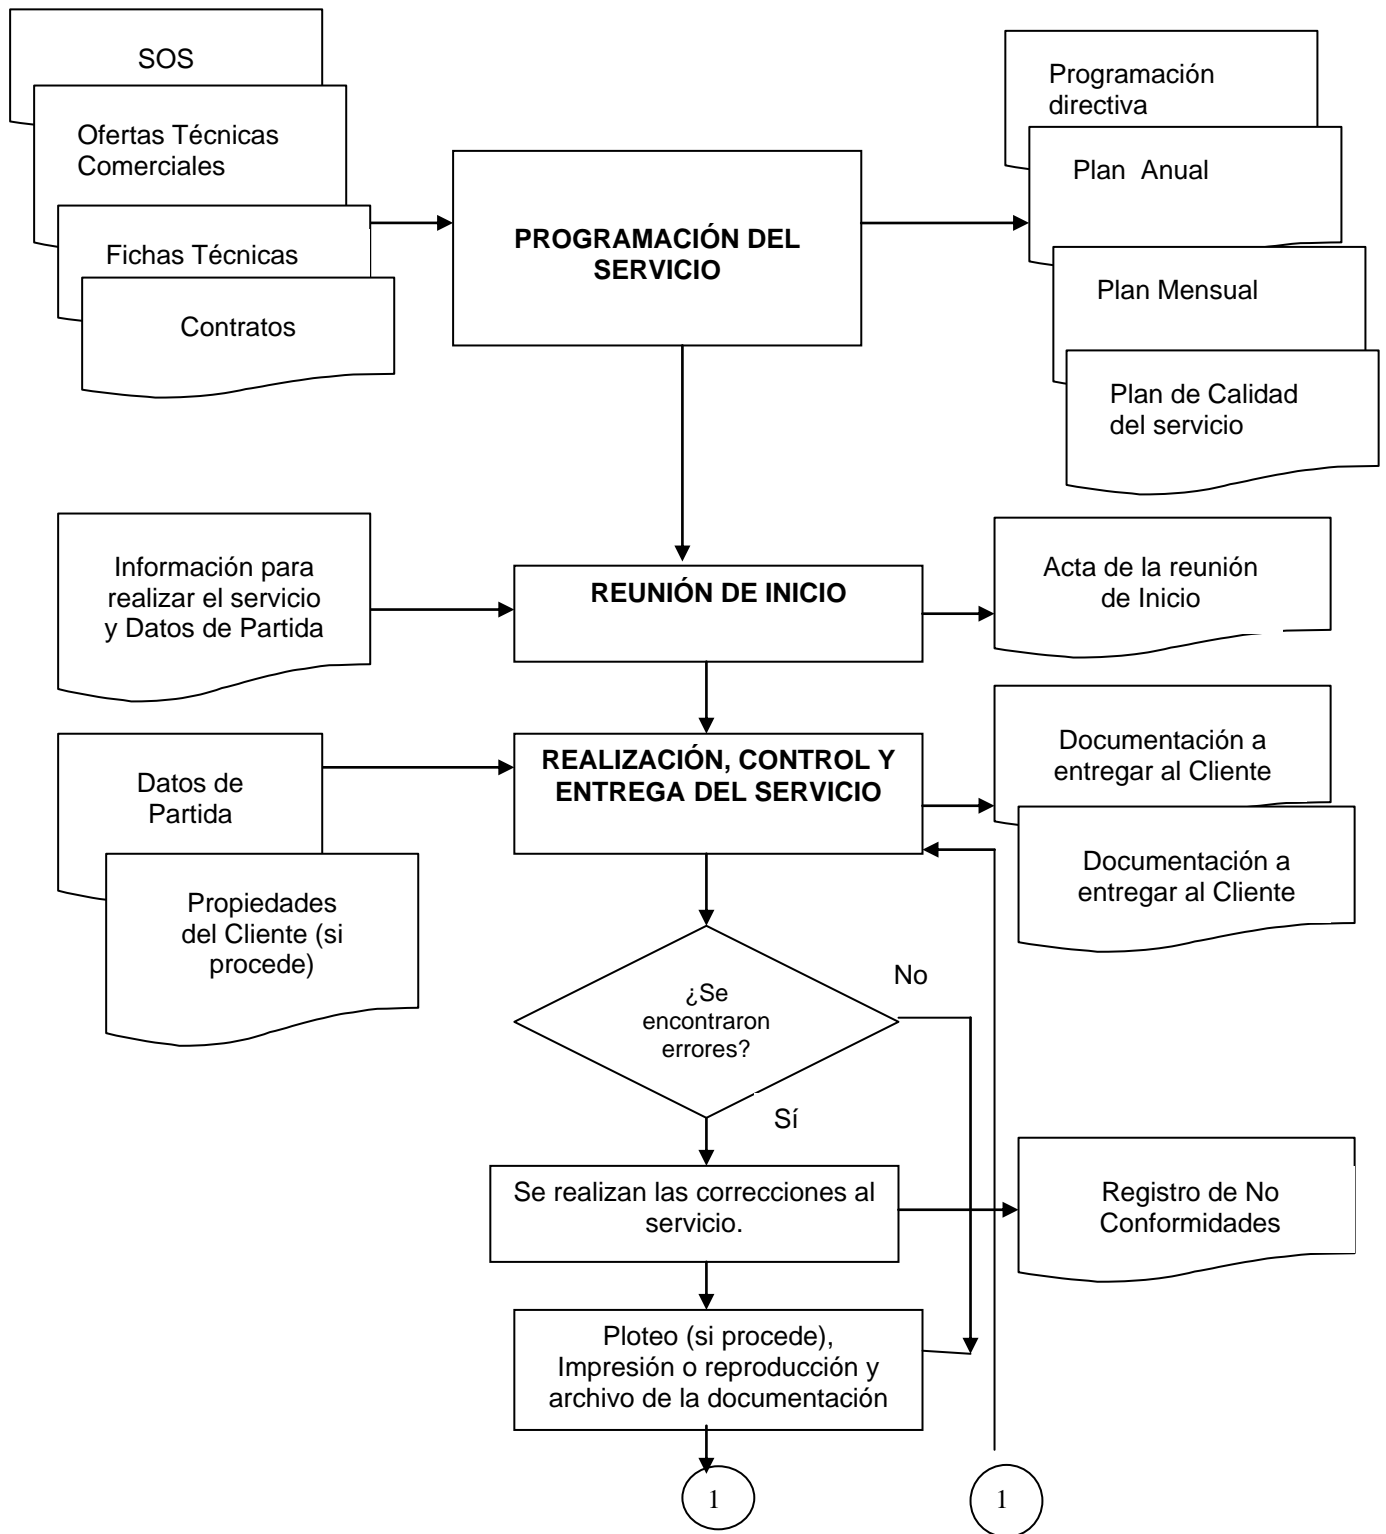 SOS
Ofertas Técnicas
Comerciales
Fichas Técnicas
Contratos
PROGRAMACIÓN DEL
SERVICIO
Programación
directiva
Plan Anual
Plan Mensual
Plan de Calidad
del servicio
Información para
realizar el servicio
y Datos de Partida
REUNIÓN DE INICIO
Acta de la reunión
de Inicio
Datos de
Partida
Propiedades
del Cliente (si
procede)
REALIZACIÓN, CONTROL Y
ENTREGA DEL SERVICIO
Documentación a
entregar al Cliente
Documentación a
entregar al Cliente
¿Se
encontraron
errores?
No
Sí
Se realizan las correcciones al
servicio.
Registro de No
Conformidades
Ploteo (si procede),
Impresión o reproducción y
archivo de la documentación
1
1